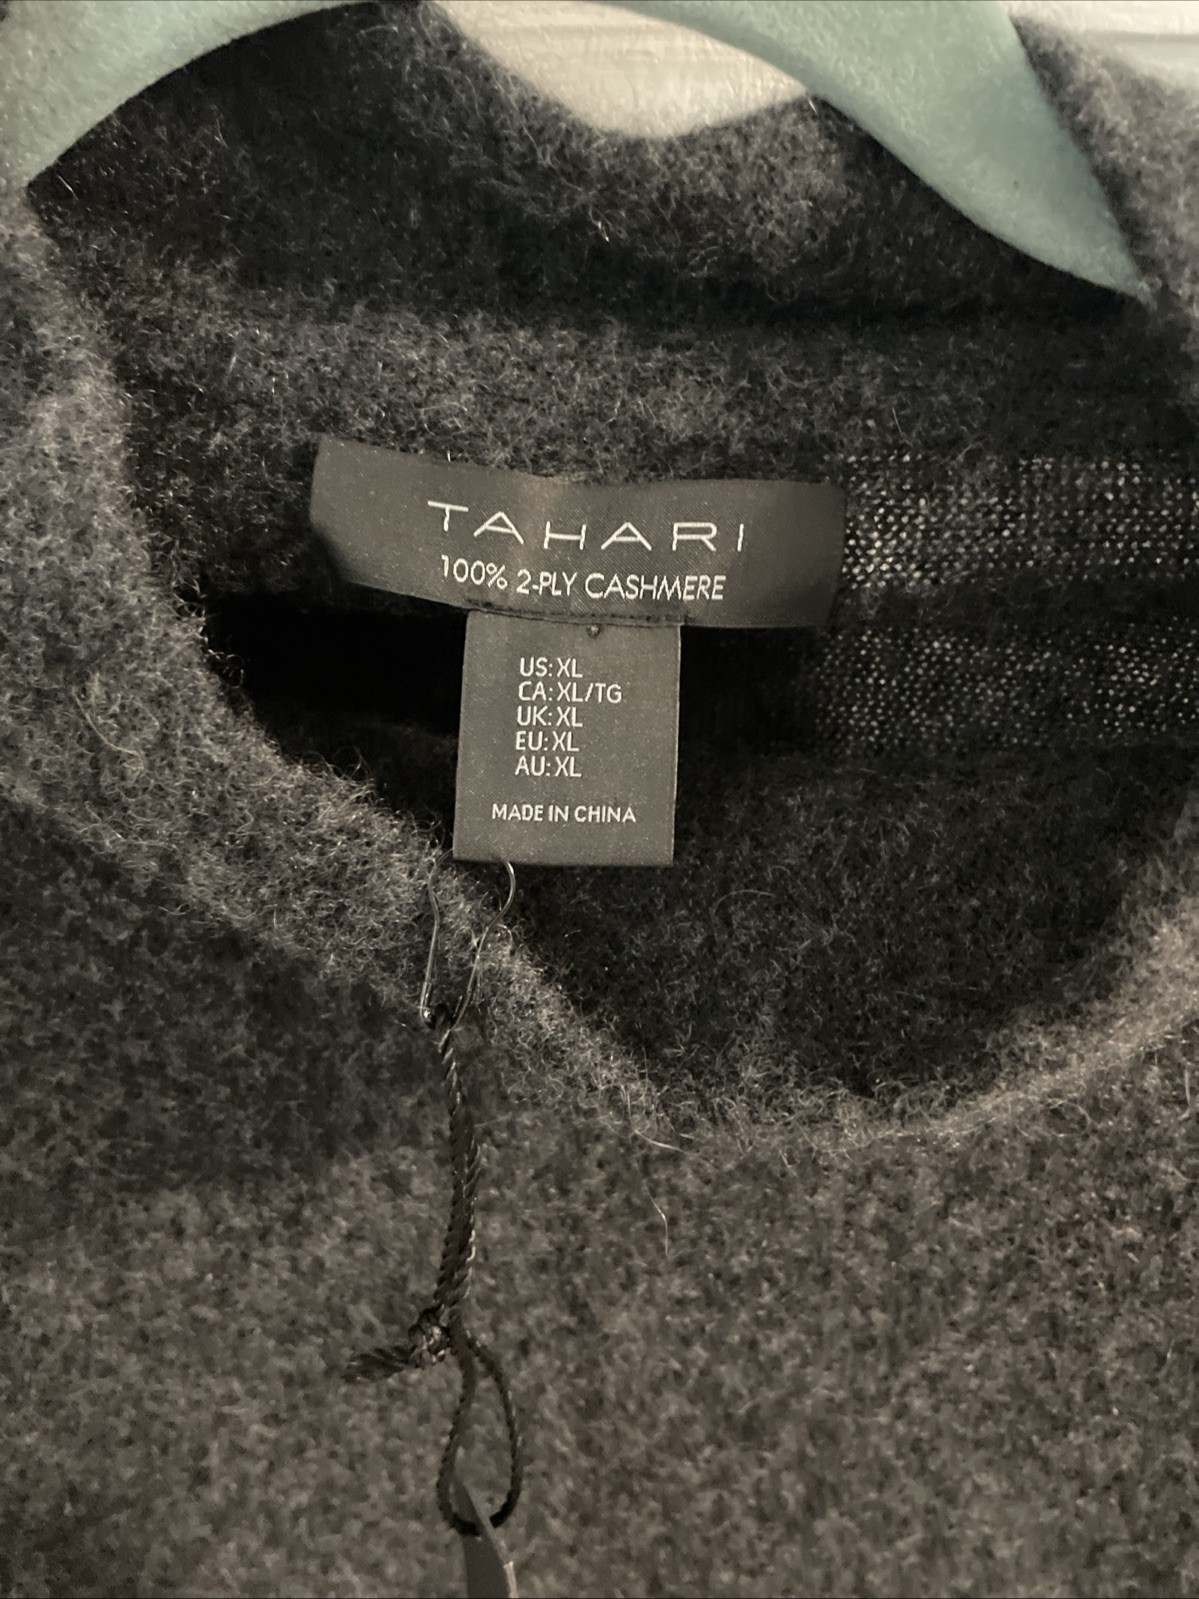 TAHARI
100% 2-PLY CASHMERE
US: XL
CA: XL/TG
UK: XL
EU: XL
AU: XL
MADE IN CHINA